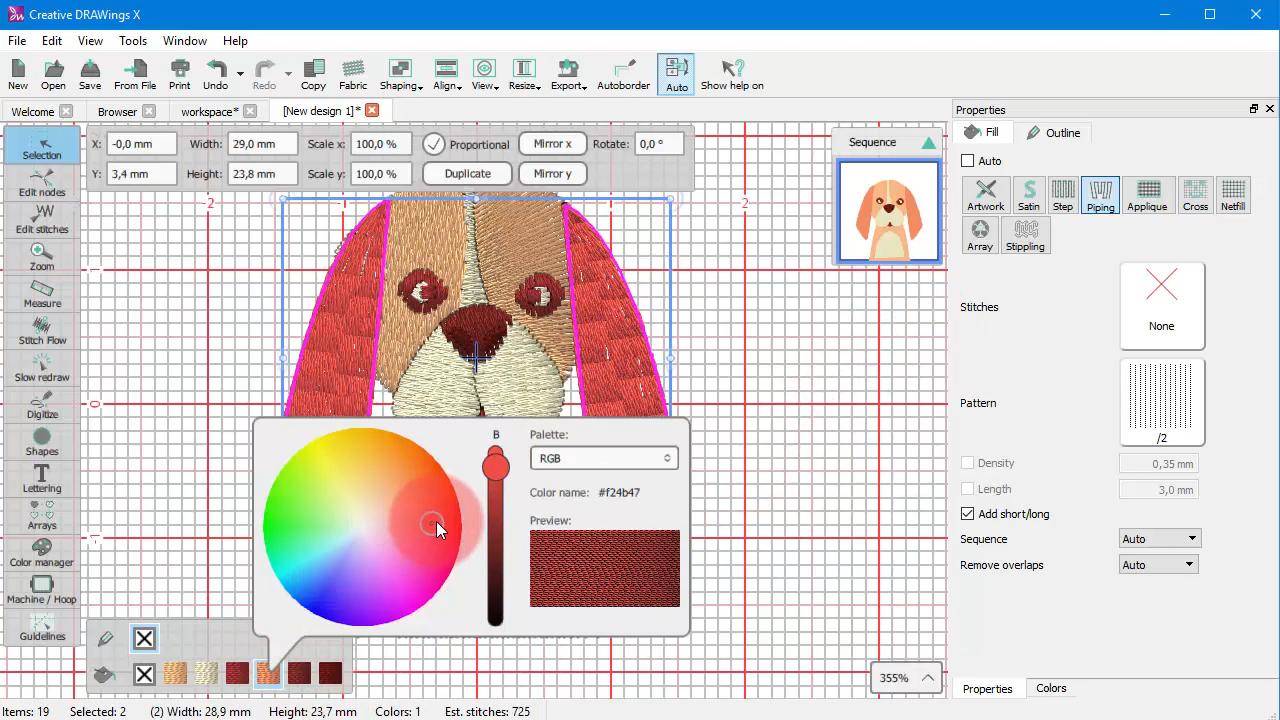 Creative DRAWings X
File Edit View Tools Window Help
New Open Save From File Print Undo Redo Copy Fabric Shaping Align View Resize Export Autoborder Auto Show help on
Welcome Browser workspace* [New design 1]*
Properties
Selection
Edit nodes
Edit stitches
Zoom
Measure
Stitch Flow
Slow redraw
Digitize
Shapes
Lettering
Arrays
Color manager
Machine / Hoop
Guidelines
X: -0,0 mm Width: 29,0 mm Scale x: 100,0 % Proportional Mirror x Rotate: 0,0 °
Y: 3,4 mm Height: 23,8 mm Scale y: 100,0 % Duplicate Mirror y
-2 -1 2
1
0
-1
Sequence
Fill Outline
Auto
Artwork Satin Step Piping Applique Cross Netfill
Array Stippling
Stitches None
Pattern /2
Density 0,35 mm
Length 3,0 mm
Add short/long
Sequence Auto
Remove overlaps Auto
B
Palette:
RGB
Color name: #f24b47
Preview:
355%
Properties Colors
Items: 19 Selected: 2 (2) Width: 28,9 mm Height: 23,7 mm Colors: 1 Est. stitches: 725